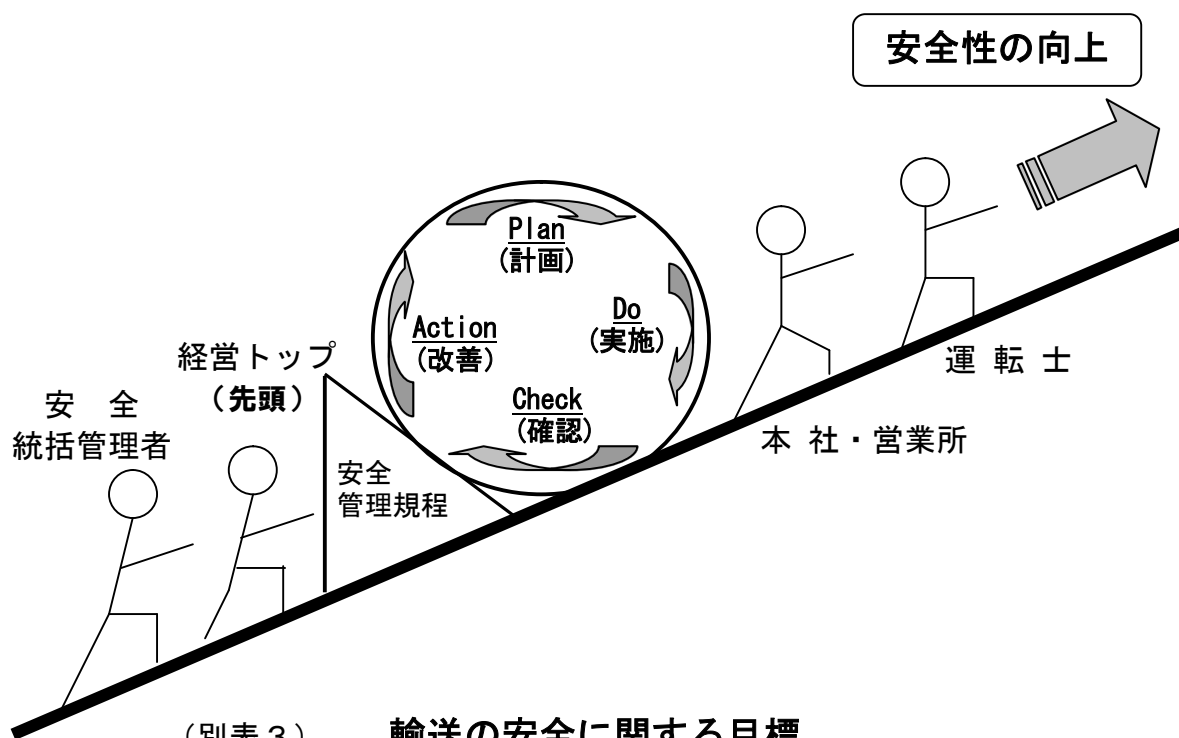 安全性の向上
Plan
(計画)
Do
(実施)
Action
(改善)
Check
(確認)
経営トップ
(先頭)
安　全
統括管理者
安全
管理規程
運 転 士
本 社・営業所
（別表３）　輸送の安全に関する目標